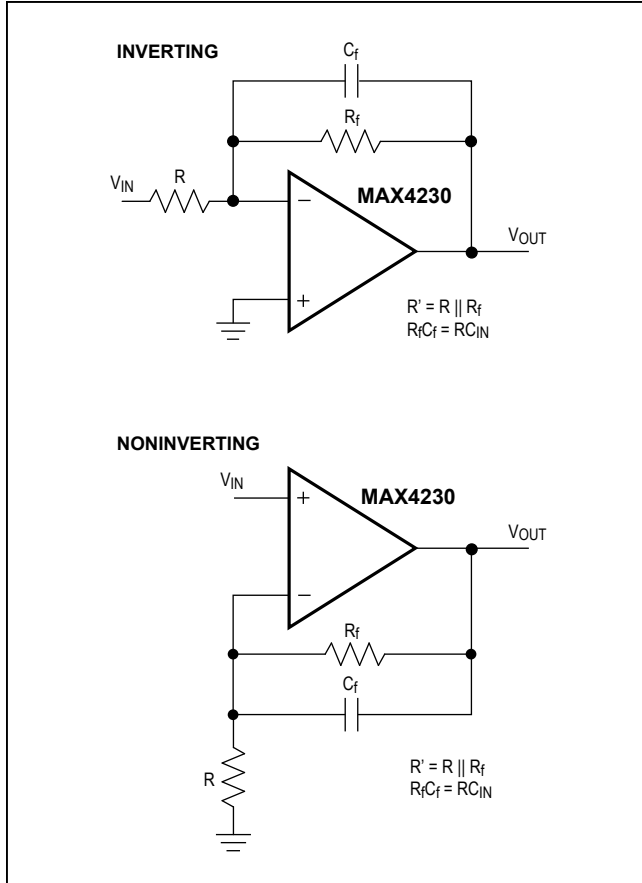 INVERTING
Cf
Rf
VIN
R
−
MAX4230
VOUT
+
R' = R || Rf
RfCf = RCIN
NONINVERTING
VIN
+
MAX4230
VOUT
−
Rf
Cf
R
R' = R || Rf
RfCf = RCIN